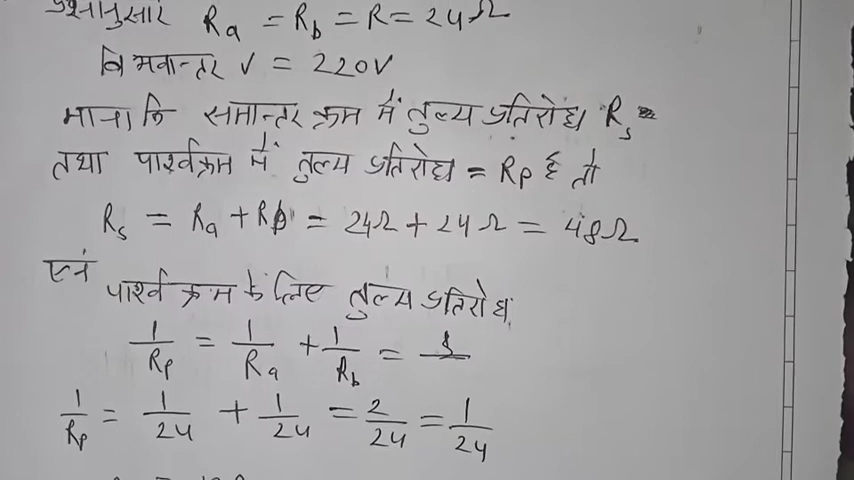 प्रश्नानुसार Ra = Rb = R = 24Ω
विभवान्तर V = 220V
माना कि समान्तर क्रम में तुल्य प्रतिरोध Rs
तथा पार्श्वक्रम में तुल्य प्रतिरोध = Rp है तो
Rs = Ra + Rb = 24Ω + 24Ω = 48Ω
एवं
पार्श्व क्रम के लिए तुल्य प्रतिरोध
1/Rp = 1/Ra + 1/Rb =
1/Rp = 1/24 + 1/24 = 2/24 = 1/24